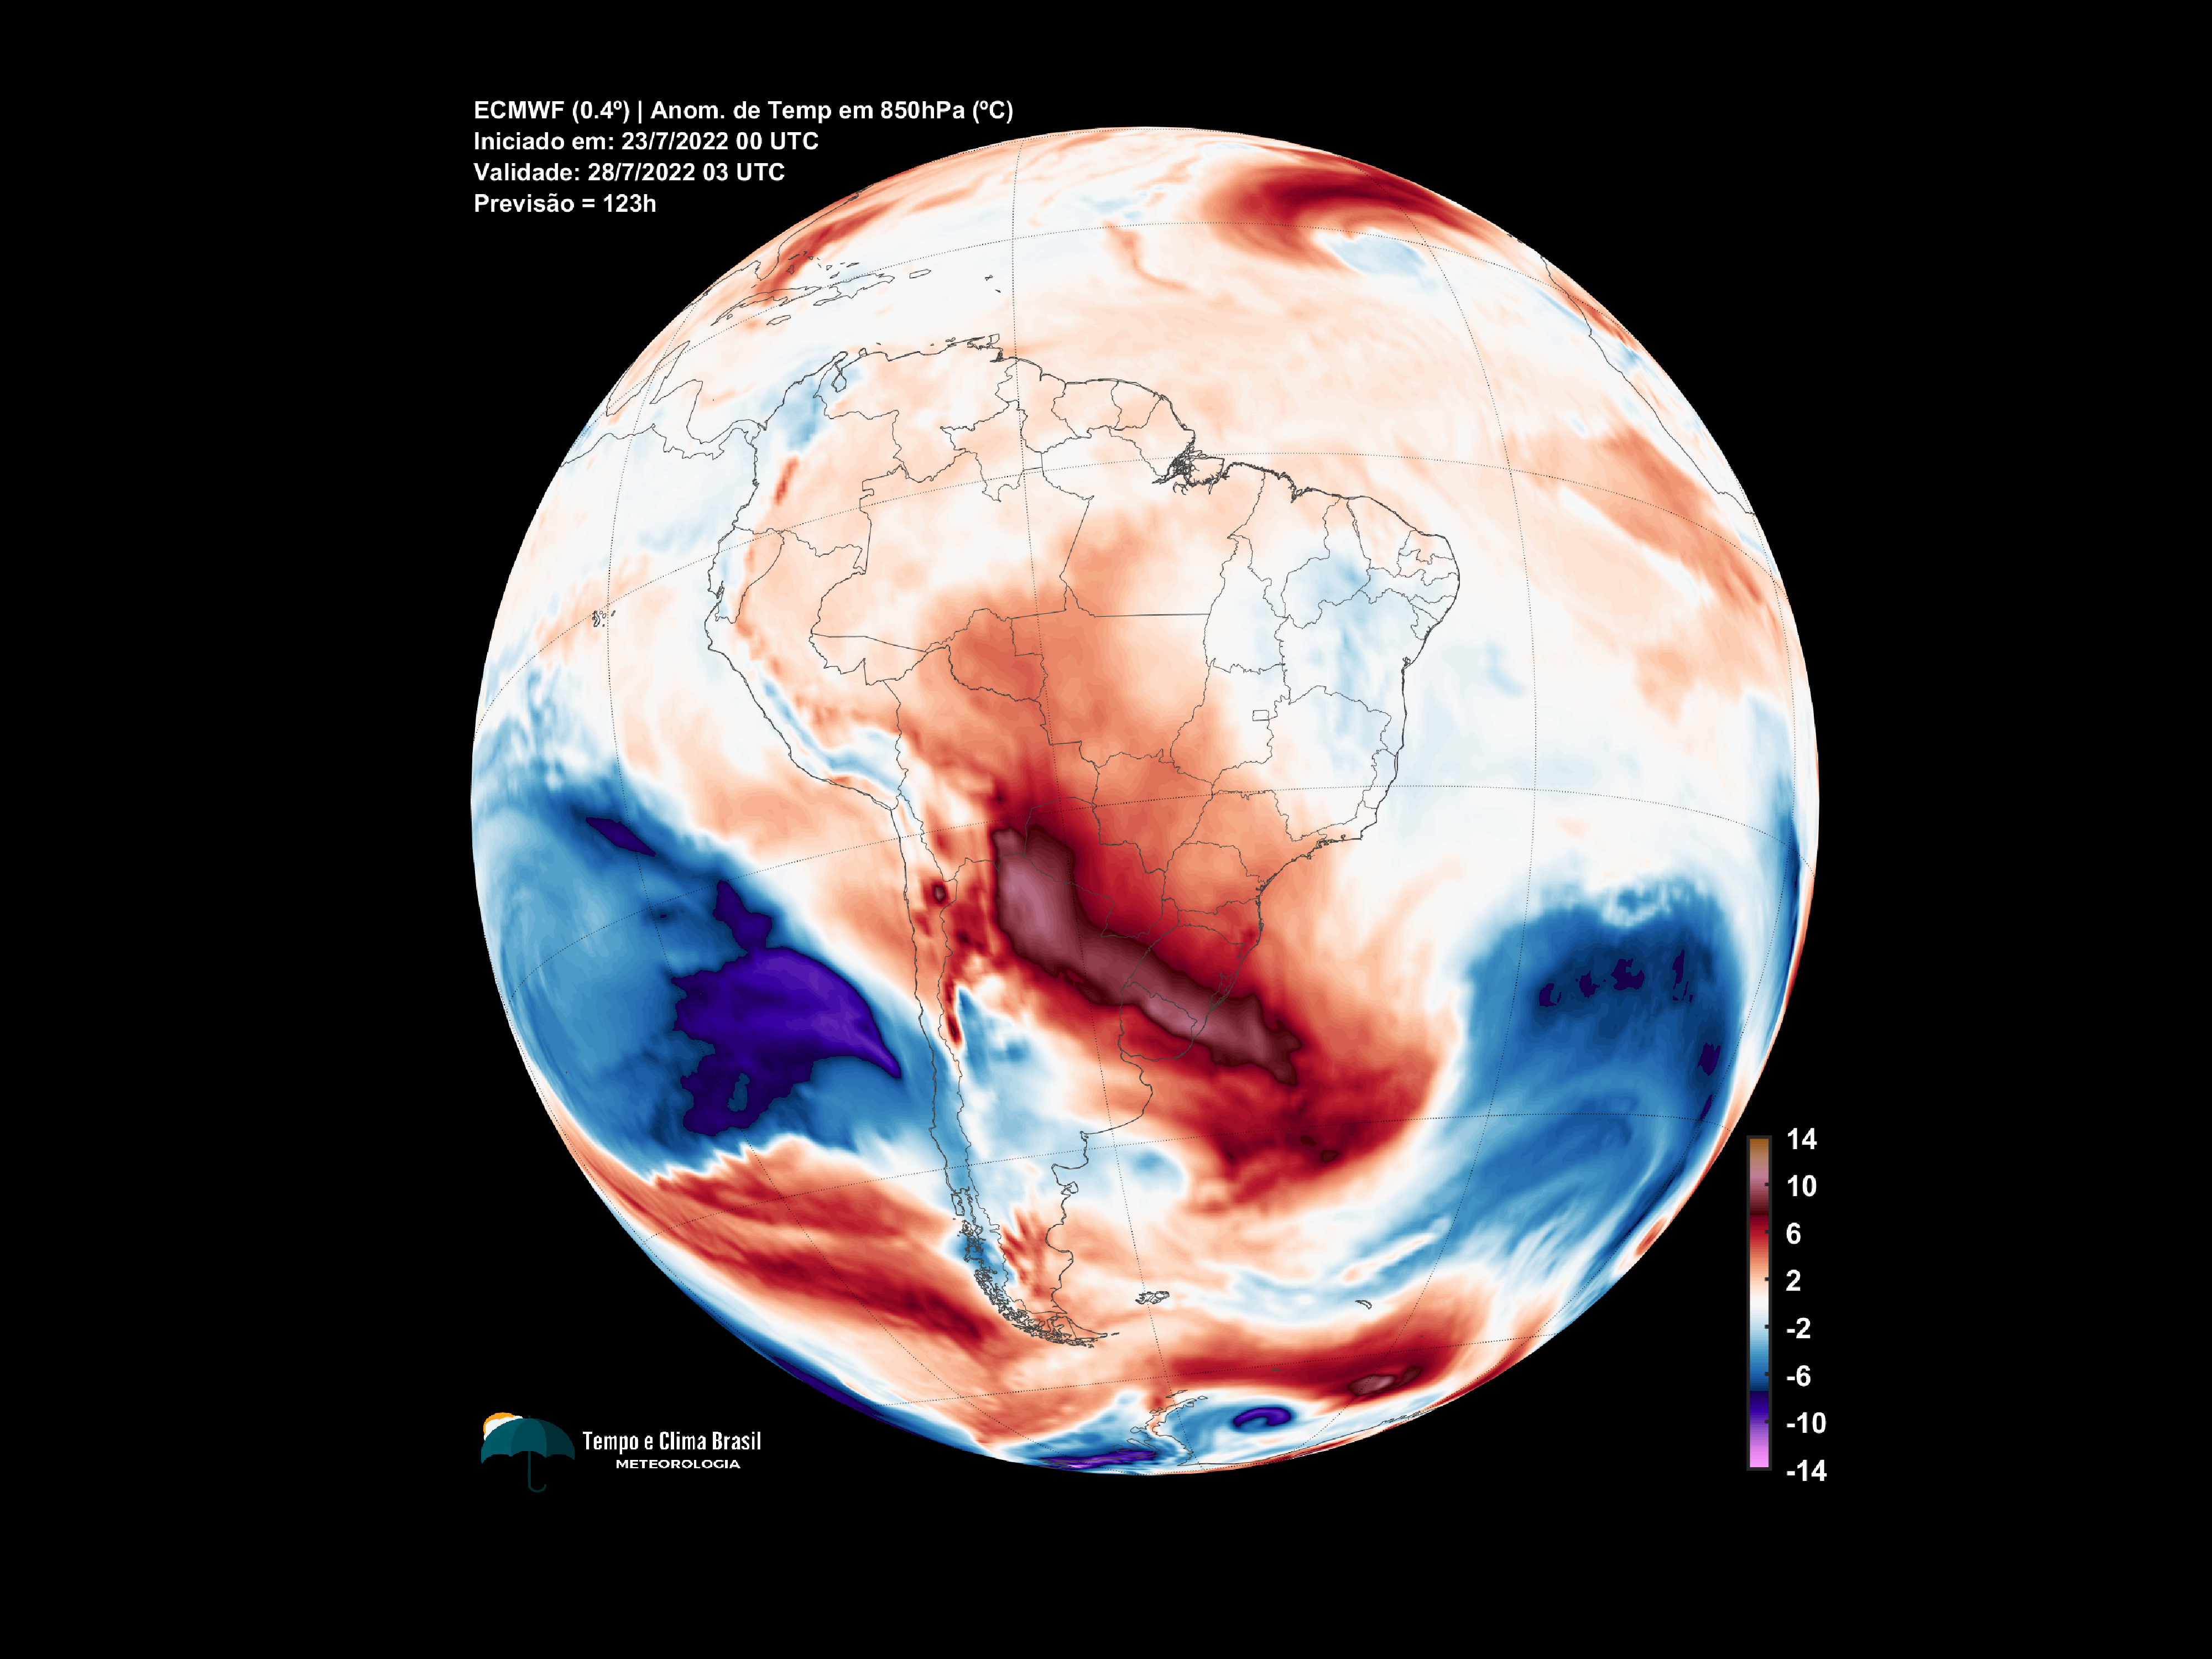 ECMWF (0.4º) | Anom. de Temp em 850hPa (ºC)
Iniciado em: 23/7/2022 00 UTC
Validade: 28/7/2022 03 UTC
Previsão = 123h
14
10
6
2
-2
-6
-10
-14
Tempo e Clima Brasil
METEOROLOGIA